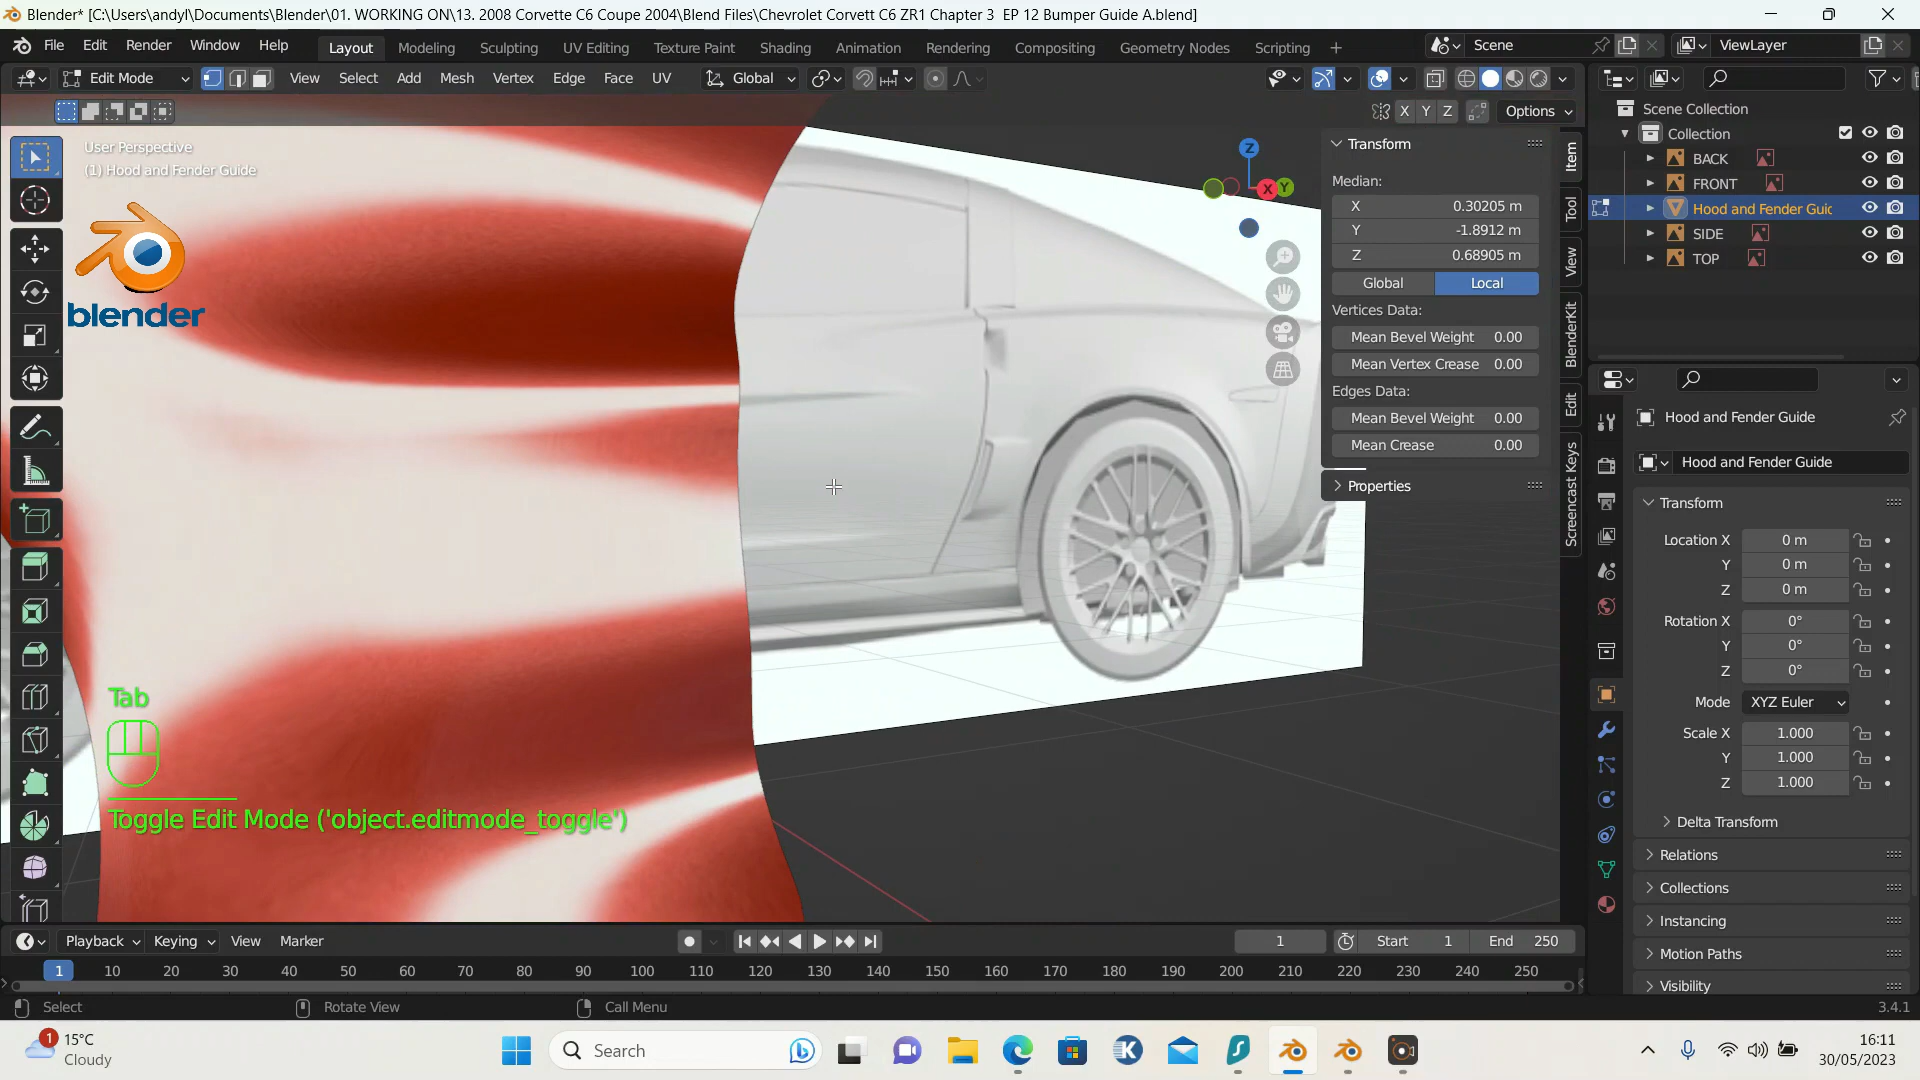 Blender* [C:\Users\andyl\Documents\Blender\01. WORKING ON\13. 2008 Corvette C6 Coupe 2004\Blend Files\Chevrolet Corvett C6 ZR1 Chapter 3  EP 12 Bumper Guide A.blend]
File Edit Render Window Help Layout Modeling Sculpting UV Editing Texture Paint Shading Animation Rendering Compositing Geometry Nodes Scripting + Scene ViewLayer
Edit Mode View Select Add Mesh Vertex Edge Face UV Global
X Y Z Options
User Perspective
(1) Hood and Fender Guide
blender
Z
X Y
Transform
Median:
X 0.30205 m
Y -1.8912 m
Z 0.68905 m
Global Local
Vertices Data:
Mean Bevel Weight 0.00
Mean Vertex Crease 0.00
Edges Data:
Mean Bevel Weight 0.00
Mean Crease 0.00
Properties
Item
Tool
View
BlenderKit
Edit
Screencast Keys
Scene Collection
Collection
BACK
FRONT
Hood and Fender Guic
SIDE
TOP
Hood and Fender Guide
Hood and Fender Guide
Transform
Location X 0 m
Y 0 m
Z 0 m
Rotation X 0°
Y 0°
Z 0°
Mode XYZ Euler
Scale X 1.000
Y 1.000
Z 1.000
Delta Transform
Relations
Collections
Instancing
Motion Paths
Visibility
Tab
Toggle Edit Mode ('object.editmode_toggle')
Playback Keying View Marker 1 Start 1 End 250
1 10 20 30 40 50 60 70 80 90 100 110 120 130 140 150 160 170 180 190 200 210 220 230 240 250
Select Rotate View Call Menu 3.4.1
1 15°C
Cloudy
Search
16:11
30/05/2023